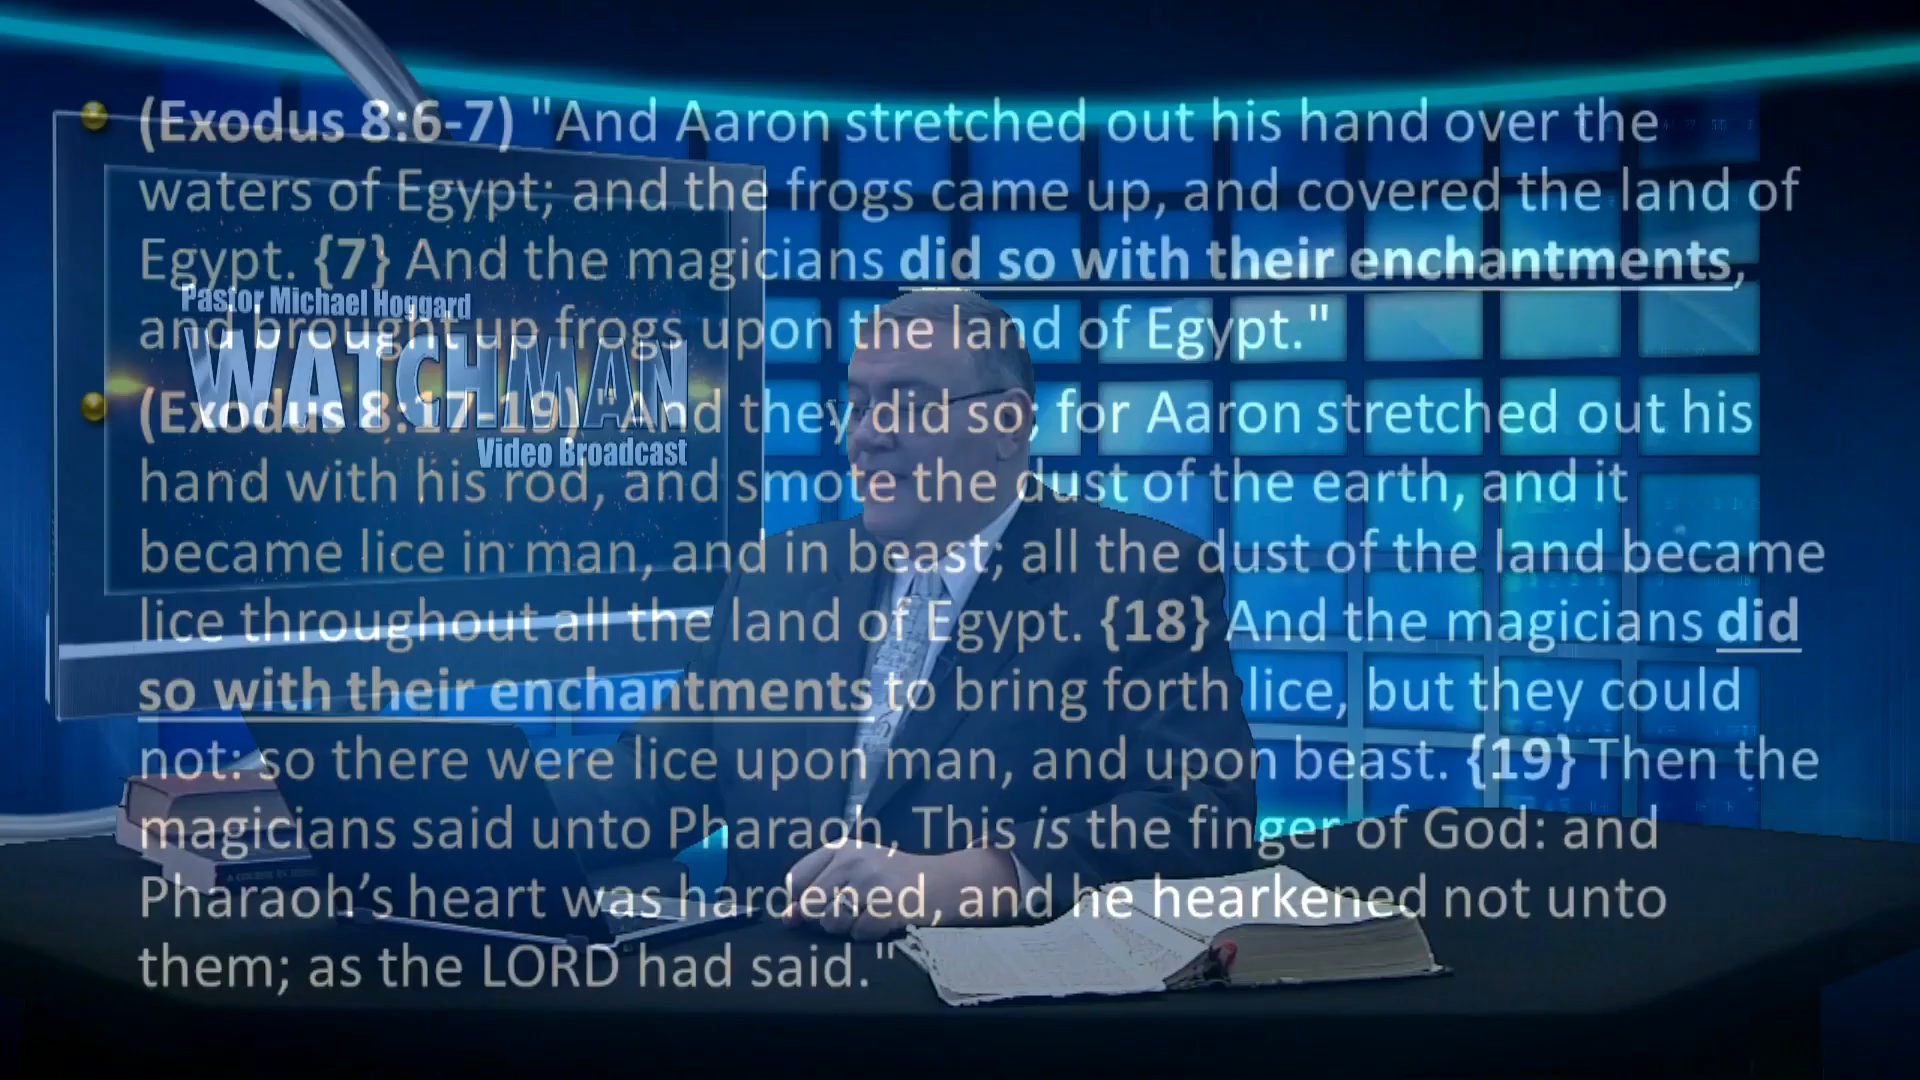 (Exodus 8:6-7) "And Aaron stretched out his hand over the
waters of Egypt; and the frogs came up, and covered the land of
Egypt. {7} And the magicians did so with their enchantments,
and brought up frogs upon the land of Egypt."
(Exodus 8:17-19) "And they did so; for Aaron stretched out his
hand with his rod, and smote the dust of the earth, and it
became lice in man, and in beast; all the dust of the land became
lice throughout all the land of Egypt. {18} And the magicians did
so with their enchantments to bring forth lice, but they could
not: so there were lice upon man, and upon beast. {19} Then the
magicians said unto Pharaoh, This is the finger of God: and
Pharaoh’s heart was hardened, and he hearkened not unto
them; as the LORD had said."
Pastor Michael Hoggard
WATCHMAN
Video Broadcast